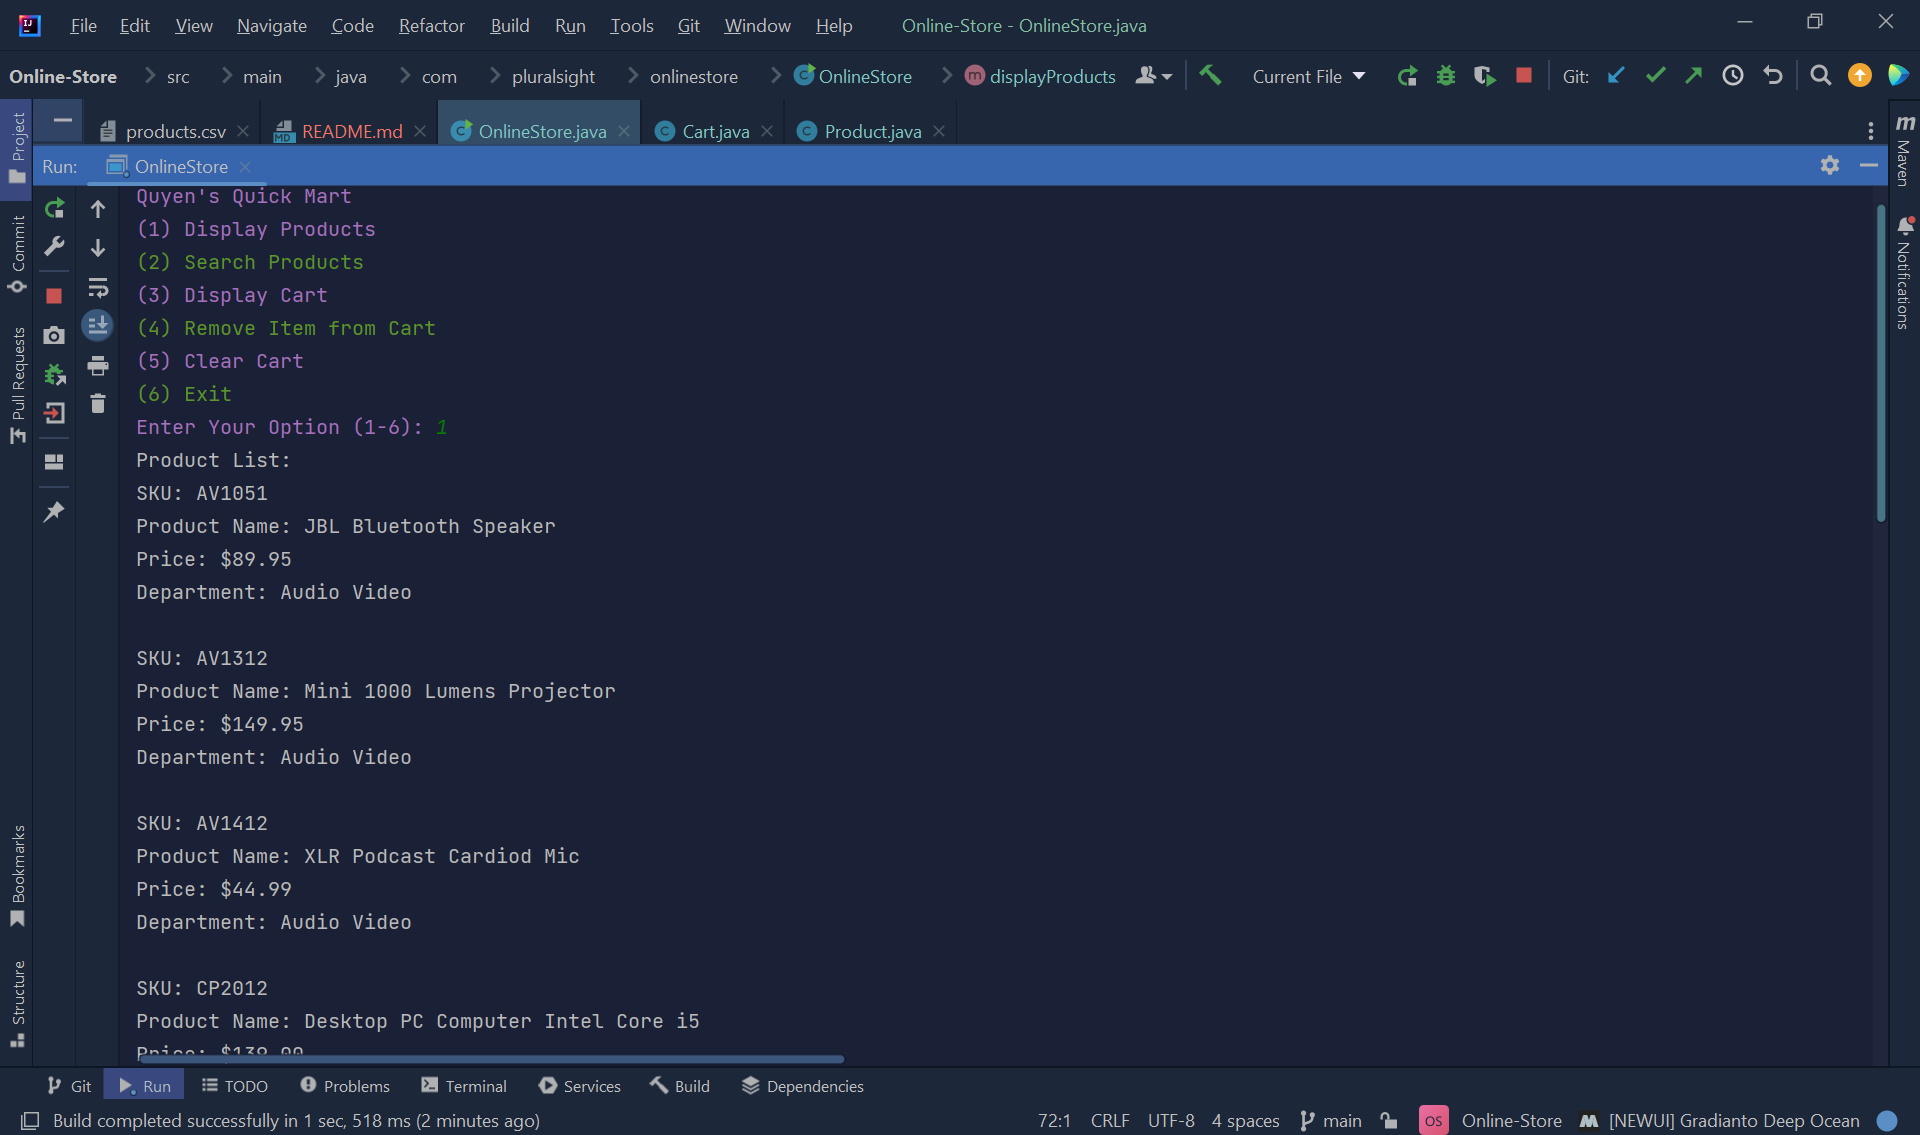 File Edit View Navigate Code Refactor Build Run Tools Git Window Help Online-Store - OnlineStore.java
Online-Store src main java com pluralsight onlinestore OnlineStore displayProducts Current File Git:
products.csv README.md OnlineStore.java Cart.java Product.java
Run: OnlineStore
Project
Commit
Pull Requests
Bookmarks
Structure
Maven
Notifications
Quyen's Quick Mart
(1) Display Products
(2) Search Products
(3) Display Cart
(4) Remove Item from Cart
(5) Clear Cart
(6) Exit
Enter Your Option (1-6): 1
Product List:
SKU: AV1051
Product Name: JBL Bluetooth Speaker
Price: $89.95
Department: Audio Video
SKU: AV1312
Product Name: Mini 1000 Lumens Projector
Price: $149.95
Department: Audio Video
SKU: AV1412
Product Name: XLR Podcast Cardiod Mic
Price: $44.99
Department: Audio Video
SKU: CP2012
Product Name: Desktop PC Computer Intel Core i5
Price: $139.00
Git Run TODO Problems Terminal Services Build Dependencies
Build completed successfully in 1 sec, 518 ms (2 minutes ago) 72:1 CRLF UTF-8 4 spaces main OS Online-Store M [NEWUI] Gradianto Deep Ocean